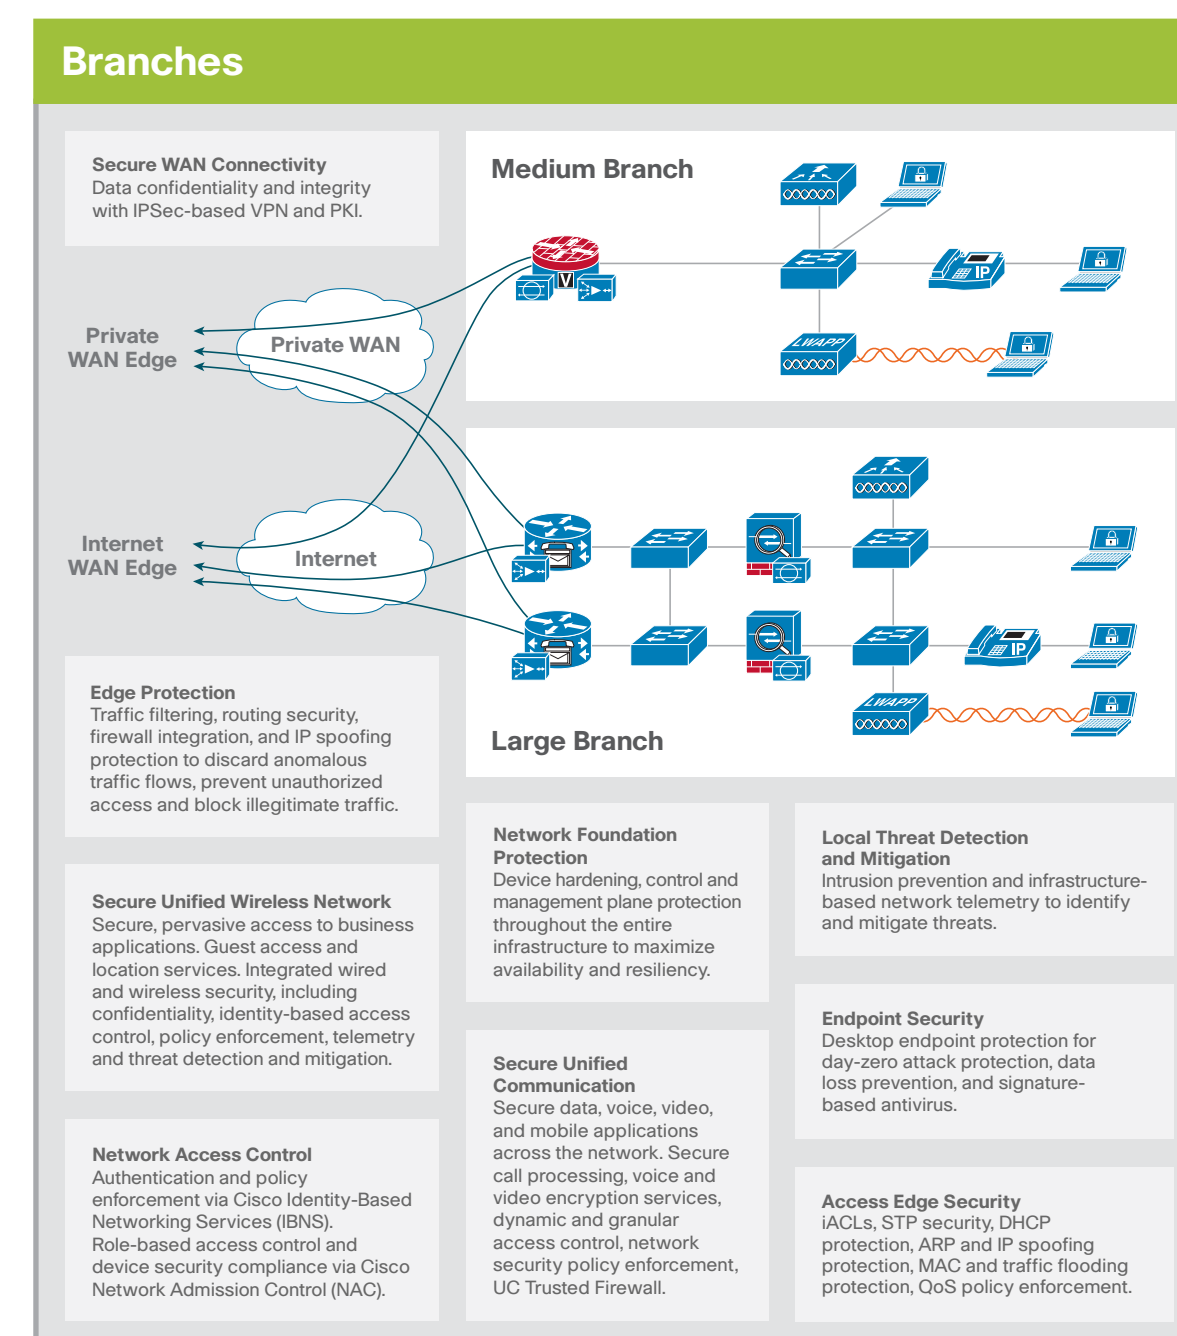 Branches
Secure WAN Connectivity
Data confidentiality and integrity
with IPSec-based VPN and PKI.
Medium Branch
V
IP
LWAPP
Private
WAN Edge
Private WAN
Internet
WAN Edge
Internet
IP
LWAPP
Large Branch
Edge Protection
Traffic filtering, routing security,
firewall integration, and IP spoofing
protection to discard anomalous
traffic flows, prevent unauthorized
access and block illegitimate traffic.
Secure Unified Wireless Network
Secure, pervasive access to business
applications. Guest access and
location services. Integrated wired
and wireless security, including
confidentiality, identity-based access
control, policy enforcement, telemetry
and threat detection and mitigation.
Network Access Control
Authentication and policy
enforcement via Cisco Identity-Based
Networking Services (IBNS).
Role-based access control and
device security compliance via Cisco
Network Admission Control (NAC).
Network Foundation
Protection
Device hardening, control and
management plane protection
throughout the entire
infrastructure to maximize
availability and resiliency.
Secure Unified
Communication
Secure data, voice, video,
and mobile applications
across the network. Secure
call processing, voice and
video encryption services,
dynamic and granular
access control, network
security policy enforcement,
UC Trusted Firewall.
Local Threat Detection
and Mitigation
Intrusion prevention and infrastructure-
based network telemetry to identify
and mitigate threats.
Endpoint Security
Desktop endpoint protection for
day-zero attack protection, data
loss prevention, and signature-
based antivirus.
Access Edge Security
iACLs, STP security, DHCP
protection, ARP and IP spoofing
protection, MAC and traffic flooding
protection, QoS policy enforcement.